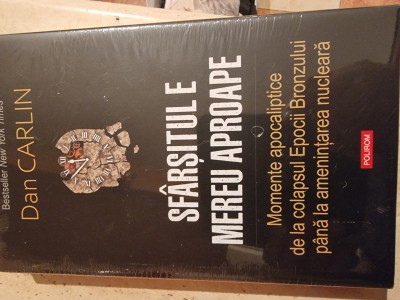 Bestseller New York Times
Dan CARLIN
SFÂRȘITUL E
MEREU APROAPE
Momente apocaliptice
de la colapsul Epocii Bronzului
până la amenințarea nucleară
POLIROM